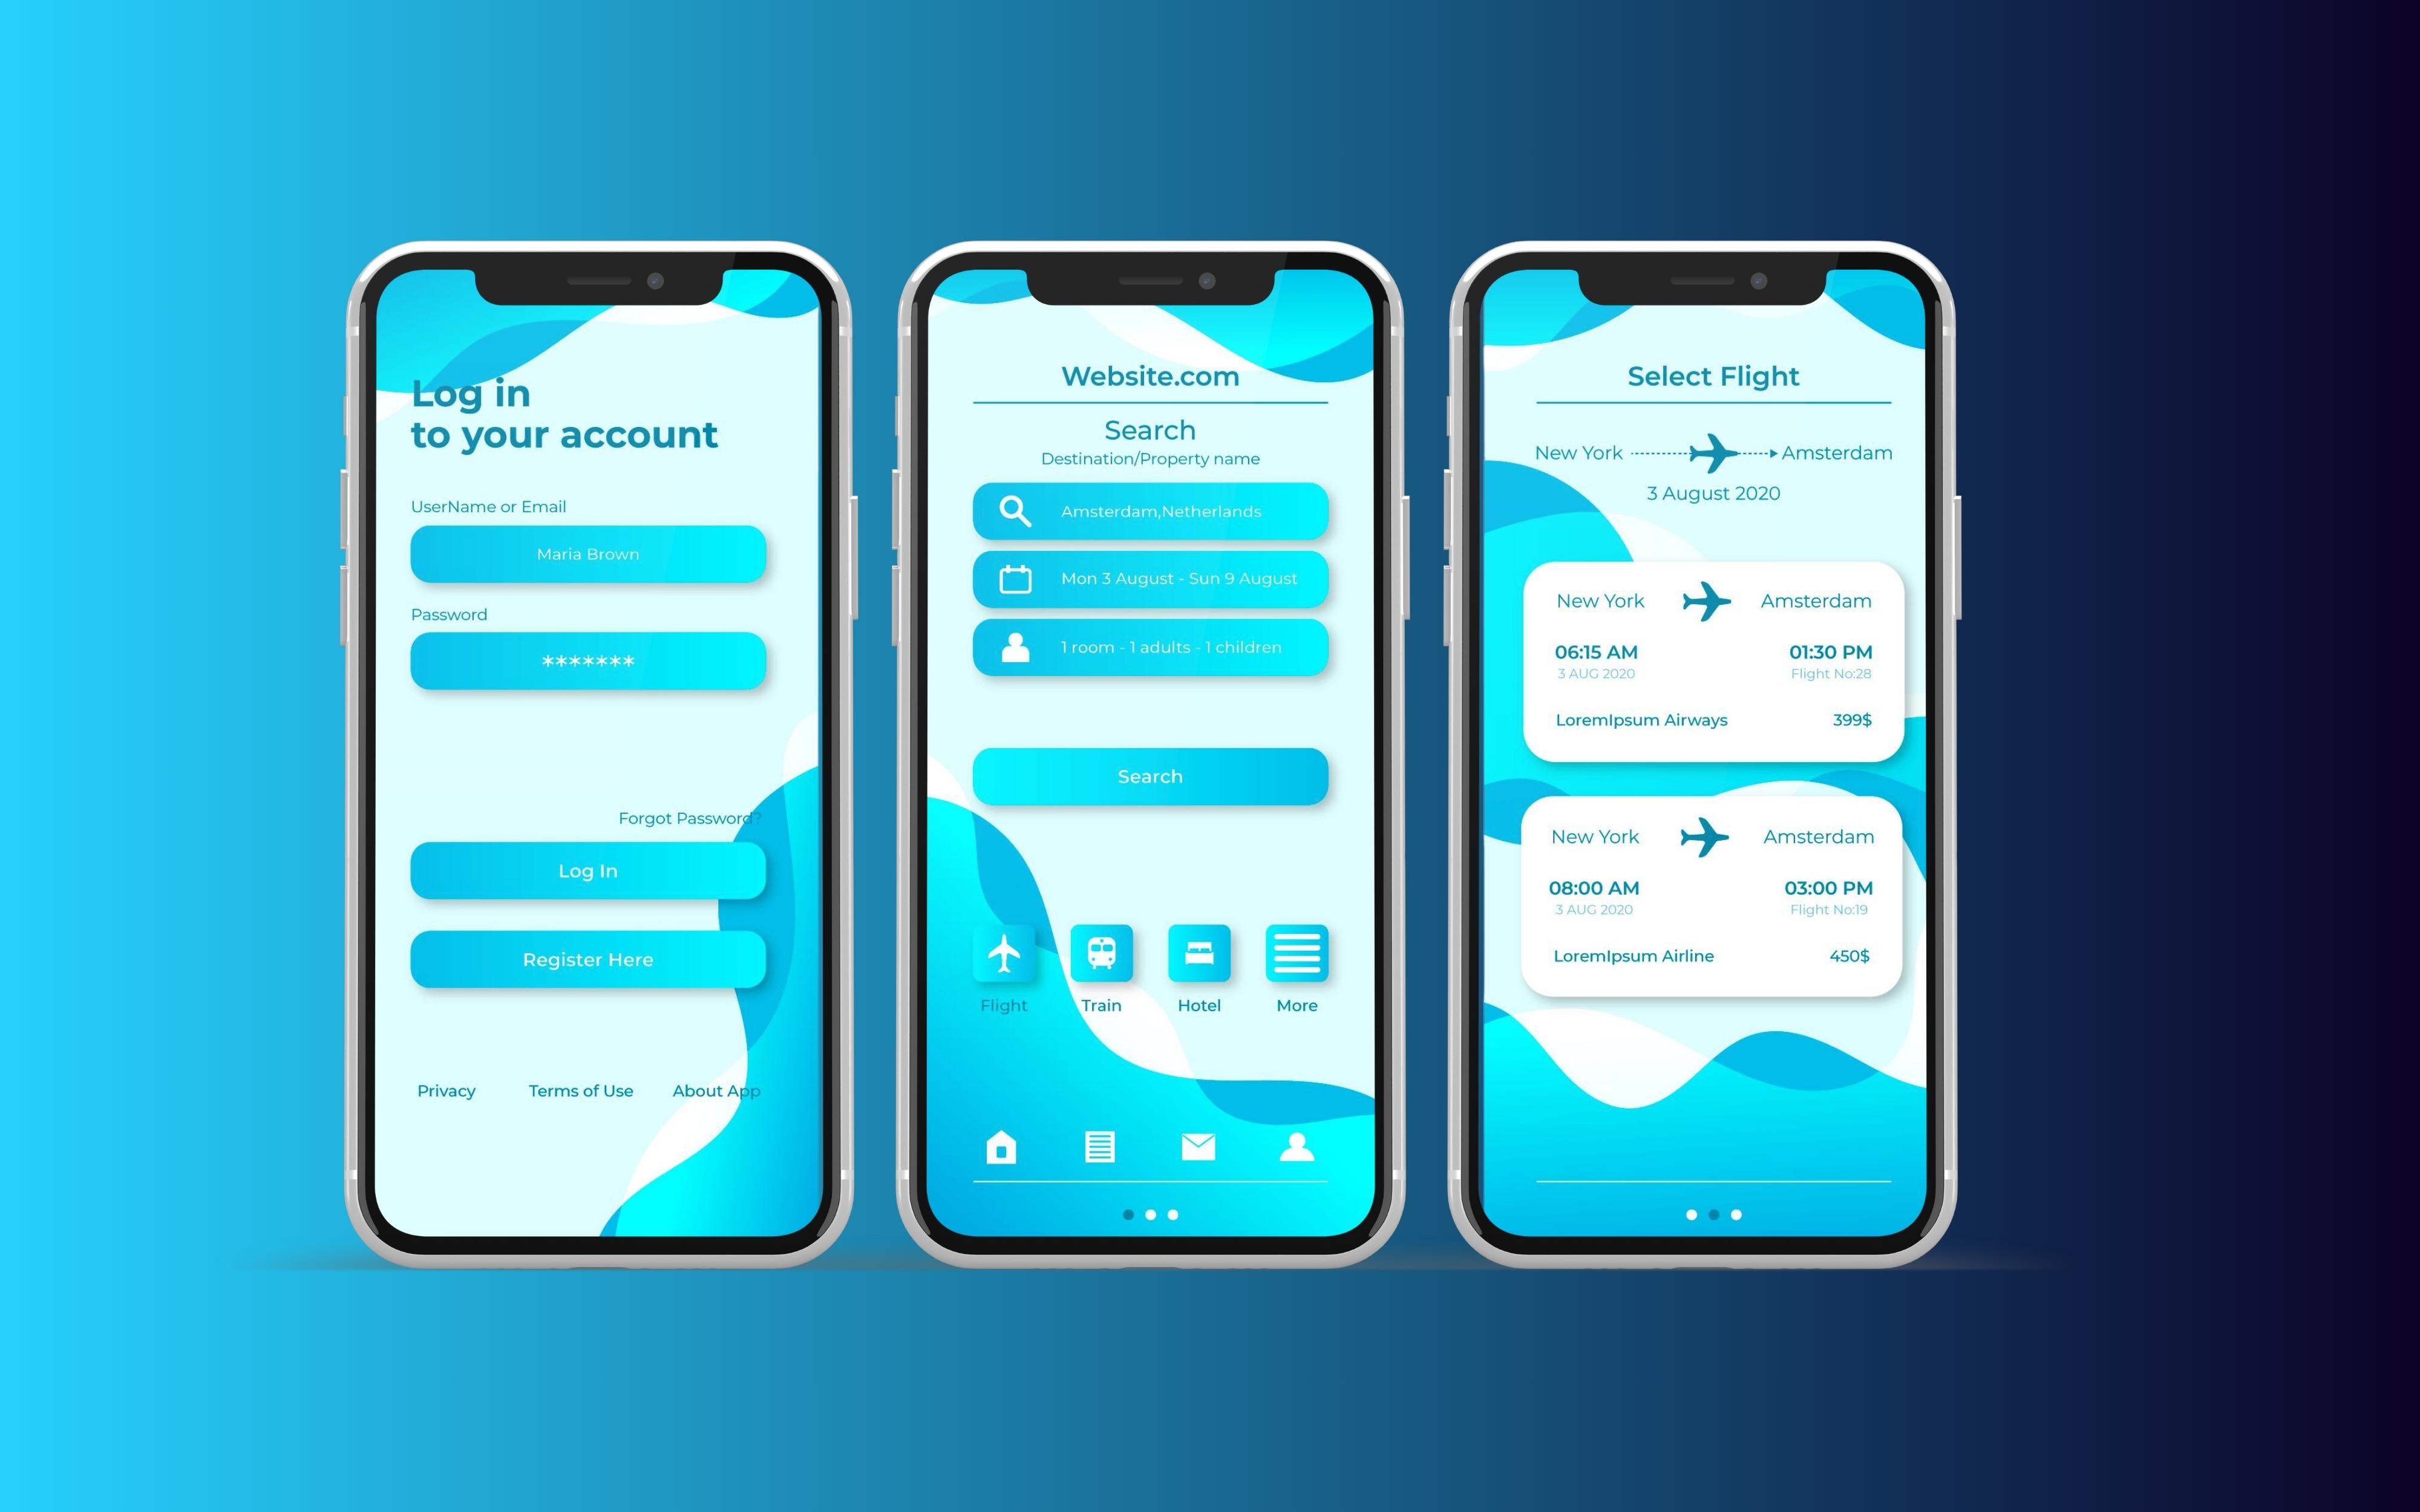 Log in
to your account
UserName or Email
Maria Brown
Password
*******
Forgot Password?
Log In
Register Here
Privacy Terms of Use About App
Website.com
Search
Destination/Property name
Amsterdam,Netherlands
Mon 3 August - Sun 9 August
1 room - 1 adults - 1 children
Search
Flight Train Hotel More
Select Flight
New York Amsterdam
3 August 2020
New York Amsterdam
06:15 AM 01:30 PM
3 AUG 2020 Flight No:28
LoremIpsum Airways 399$
New York Amsterdam
08:00 AM 03:00 PM
3 AUG 2020 Flight No:19
LoremIpsum Airline 450$